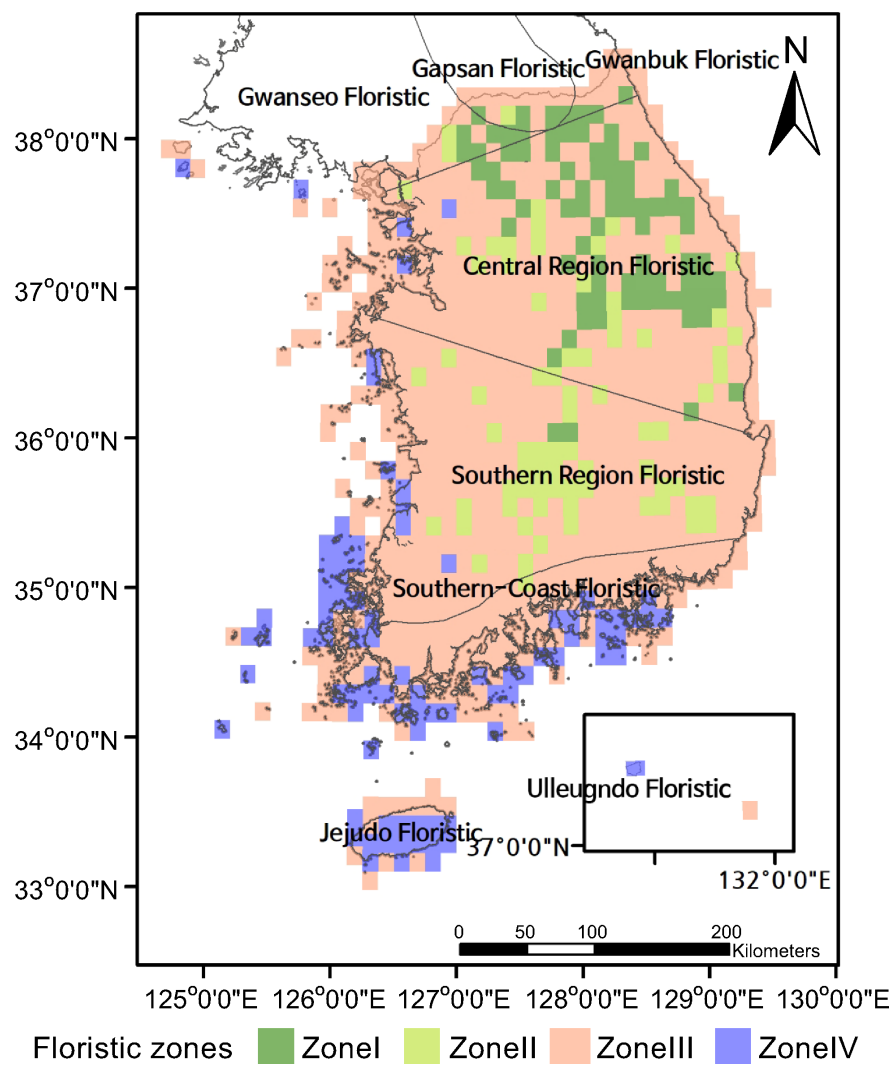 N
Gwanbuk Floristic
Gapsan Floristic
Gwanseo Floristic
38°0'0"N
Central Region Floristic
37°0'0"N
36°0'0"N
Southern Region Floristic
35°0'0"N
Southern-Coast Floristic
34°0'0"N
Ulleugndo Floristic
Jejudo Floristic
37°0'0"N
132°0'0"E
33°0'0"N
0 50 100 200
Kilometers
125°0'0"E 126°0'0"E 127°0'0"E 128°0'0"E 129°0'0"E 130°0'0"E
Floristic zones ZoneI ZoneII ZoneIII ZoneIV